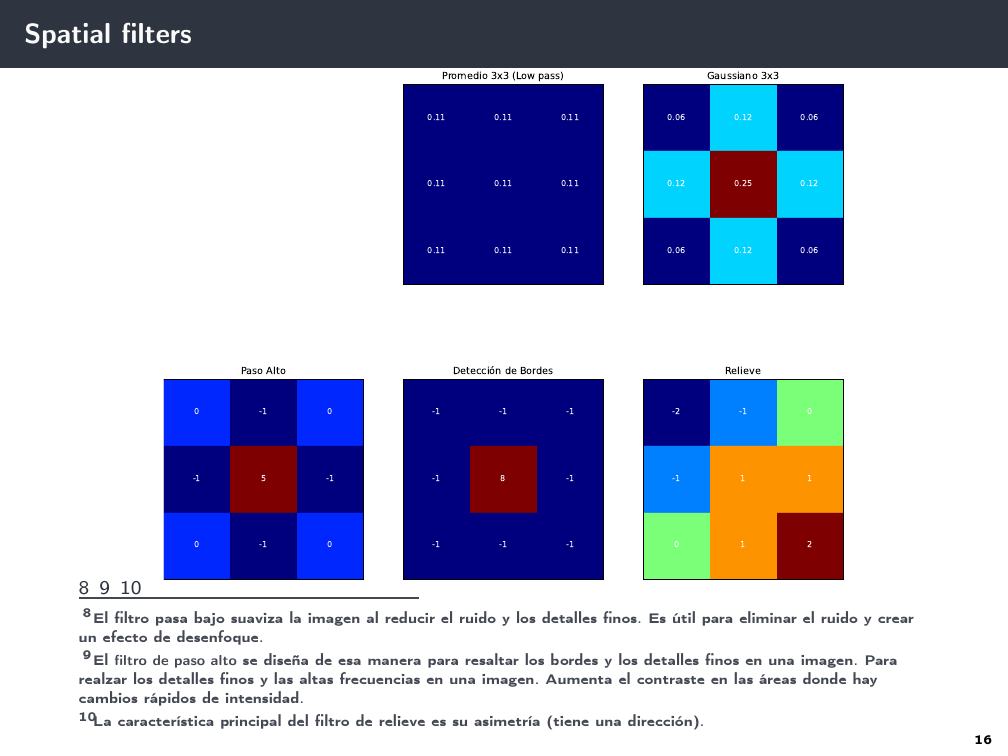 Spatial filters
Promedio 3x3 (Low pass)
0.11 0.11 0.11
0.11 0.11 0.11
0.11 0.11 0.11
Gaussiano 3x3
0.06 0.12 0.06
0.12 0.25 0.12
0.06 0.12 0.06
Paso Alto
0 -1 0
-1 5 -1
0 -1 0
Detección de Bordes
-1 -1 -1
-1 8 -1
-1 -1 -1
Relieve
-2 -1 0
-1 1 1
0 1 2
8 9 10
8 El filtro pasa bajo suaviza la imagen al reducir el ruido y los detalles finos. Es útil para eliminar el ruido y crear
un efecto de desenfoque.
9 El filtro de paso alto se diseña de esa manera para resaltar los bordes y los detalles finos en una imagen. Para
realzar los detalles finos y las altas frecuencias en una imagen. Aumenta el contraste en las áreas donde hay
cambios rápidos de intensidad.
10 La característica principal del filtro de relieve es su asimetría (tiene una dirección).
16